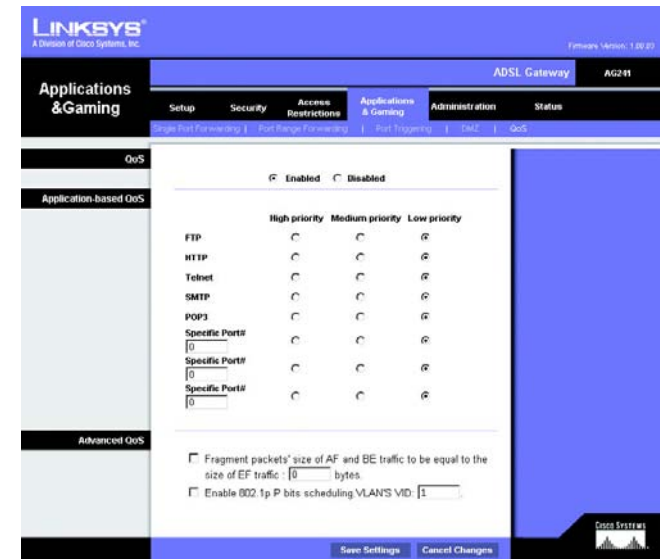 LINKSYS®
A Division of Cisco Systems, Inc.
Firmware Version: 1.00.20
ADSL Gateway AG241
Applications
&Gaming
Setup Security Access Restrictions Applications & Gaming Administration Status
Single Port Forwarding | Port Range Forwarding | Port Triggering | DMZ | QoS
QoS
Enabled Disabled
Application-based QoS
High priority Medium priority Low priority
FTP
HTTP
Telnet
SMTP
POP3
Specific Port#
0
Specific Port#
0
Specific Port#
0
Advanced QoS
Fragment packets' size of AF and BE traffic to be equal to the
size of EF traffic : 0 bytes.
Enable 802.1p P bits scheduling VLAN'S VID: 1 .
Save Settings Cancel Changes
CISCO SYSTEMS